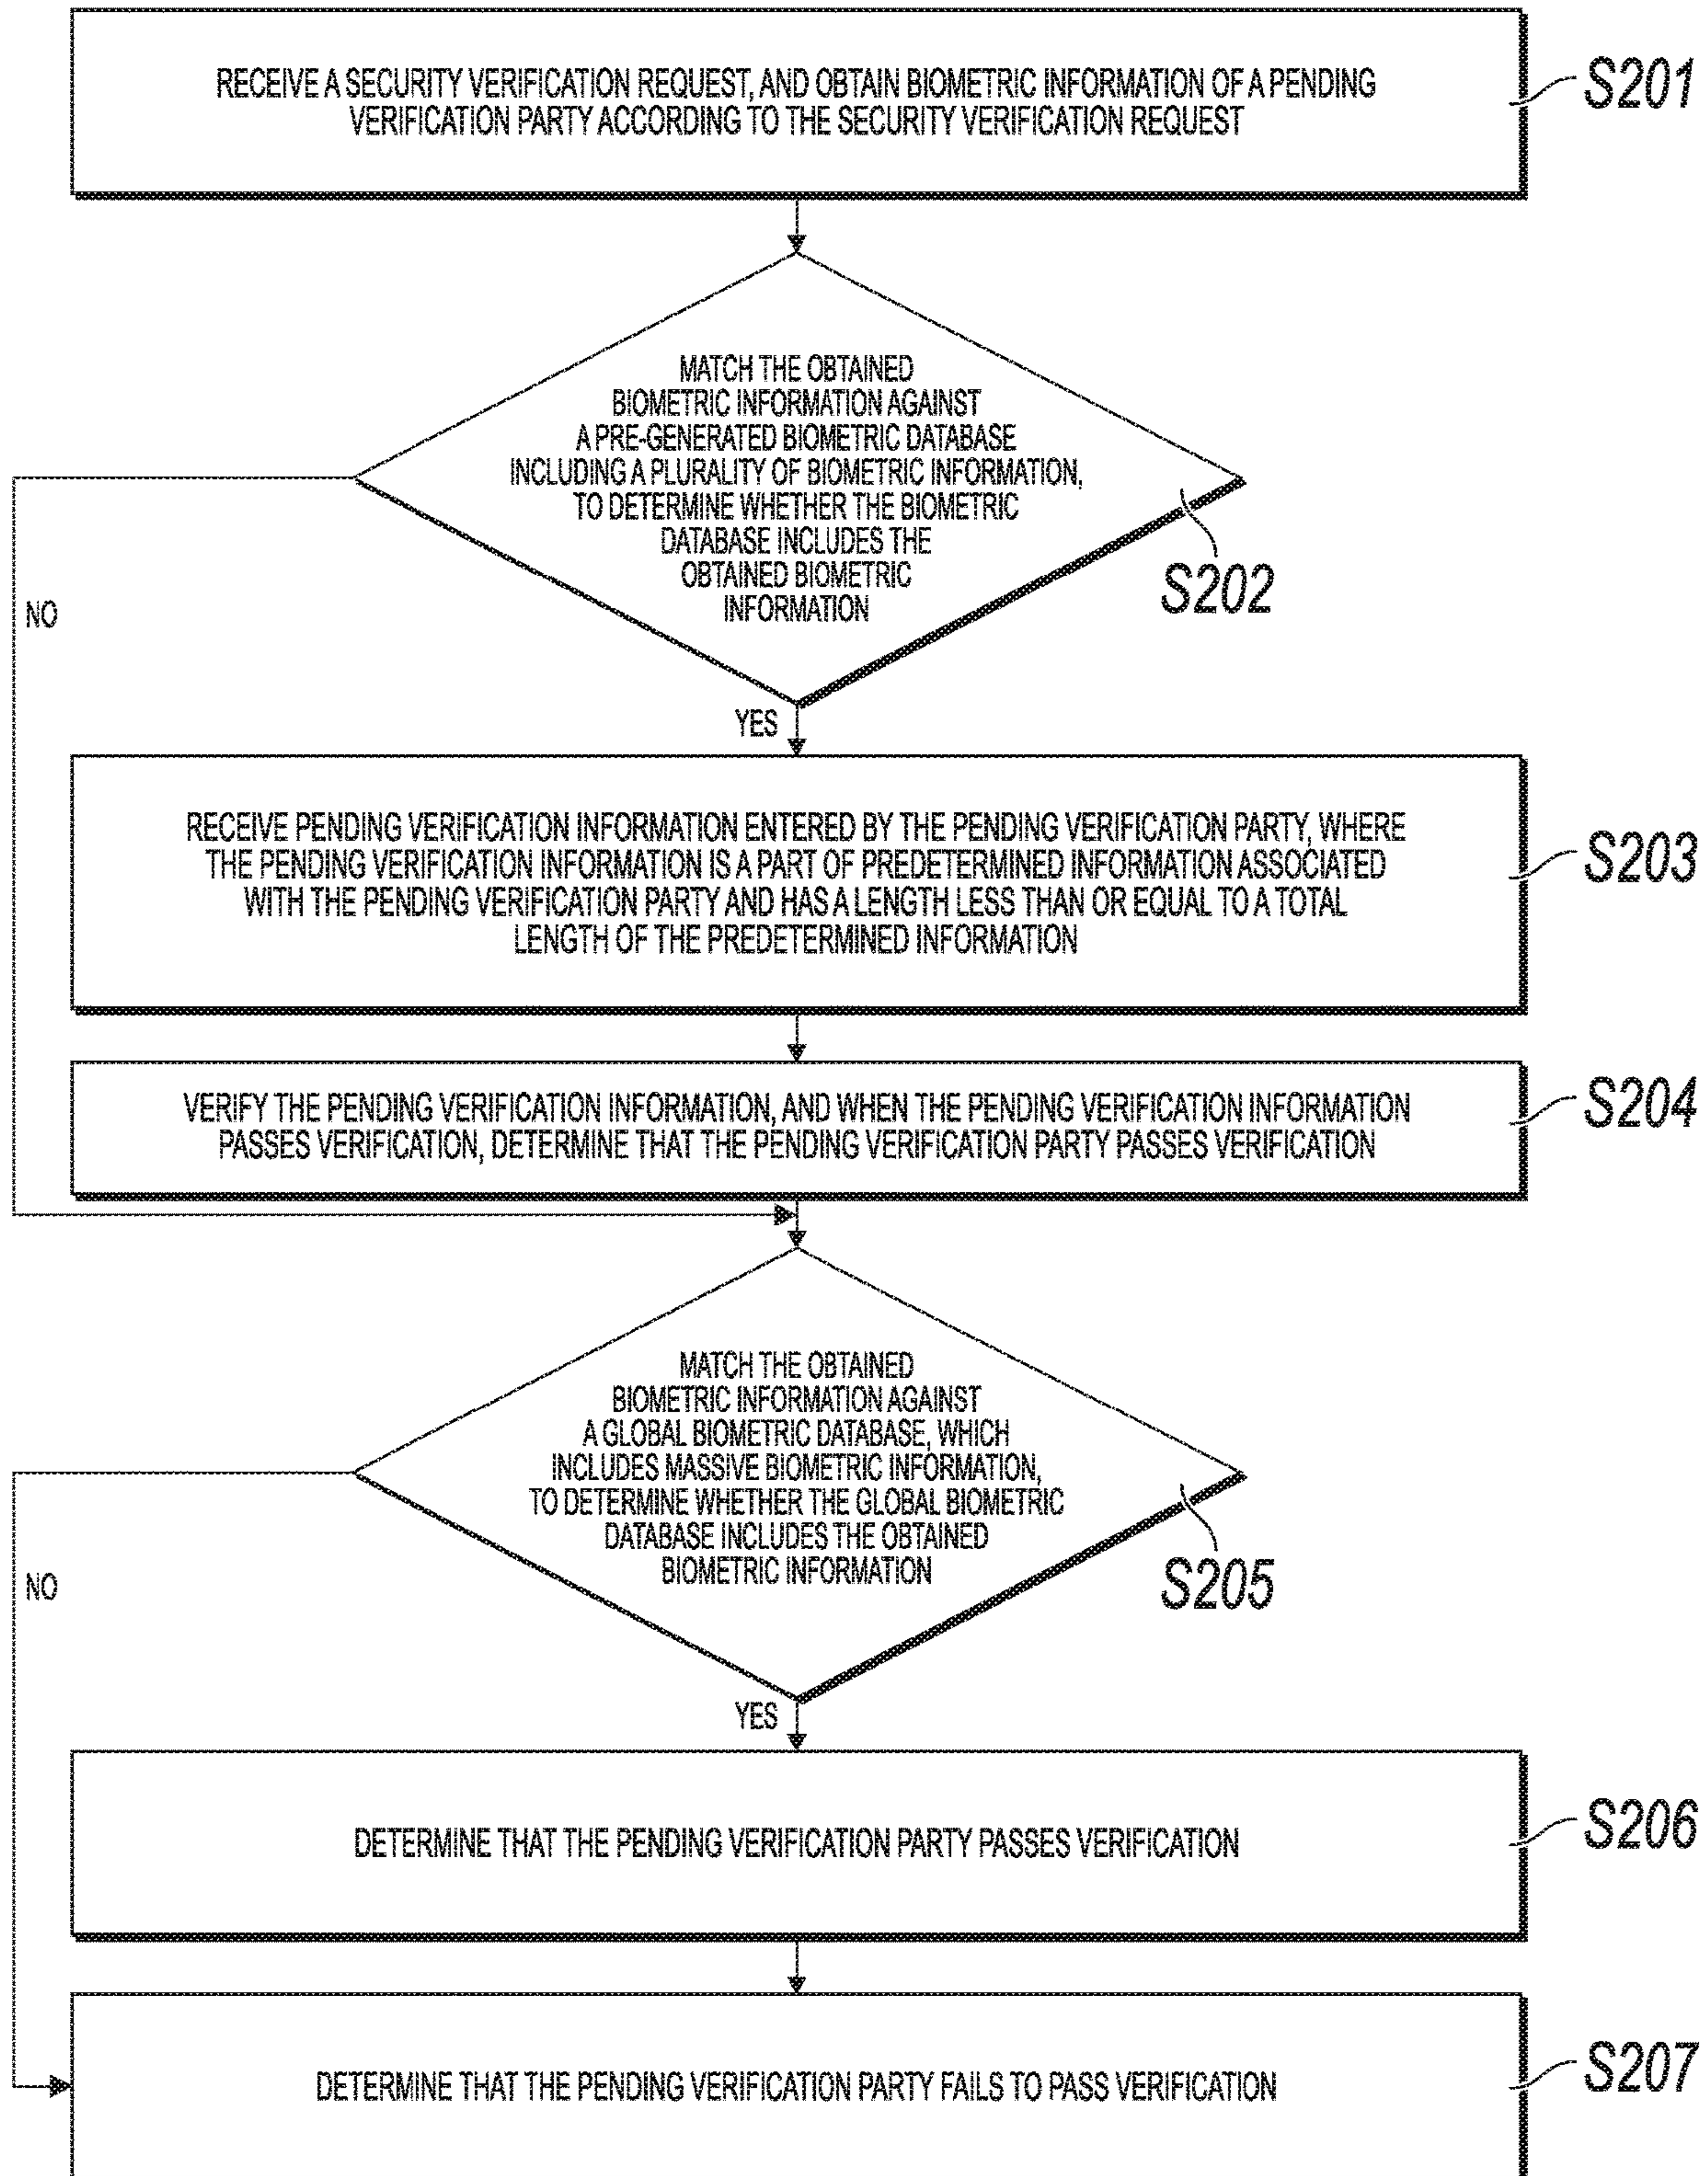 RECEIVE A SECURITY VERIFICATION REQUEST, AND OBTAIN BIOMETRIC INFORMATION OF A PENDING
VERIFICATION PARTY ACCORDING TO THE SECURITY VERIFICATION REQUEST
S201
MATCH THE OBTAINED
BIOMETRIC INFORMATION AGAINST
A PRE-GENERATED BIOMETRIC DATABASE
INCLUDING A PLURALITY OF BIOMETRIC INFORMATION,
TO DETERMINE WHETHER THE BIOMETRIC
DATABASE INCLUDES THE
OBTAINED BIOMETRIC
INFORMATION
S202
NO
YES
RECEIVE PENDING VERIFICATION INFORMATION ENTERED BY THE PENDING VERIFICATION PARTY, WHERE
THE PENDING VERIFICATION INFORMATION IS A PART OF PREDETERMINED INFORMATION ASSOCIATED
WITH THE PENDING VERIFICATION PARTY AND HAS A LENGTH LESS THAN OR EQUAL TO A TOTAL
LENGTH OF THE PREDETERMINED INFORMATION
S203
VERIFY THE PENDING VERIFICATION INFORMATION, AND WHEN THE PENDING VERIFICATION INFORMATION
PASSES VERIFICATION, DETERMINE THAT THE PENDING VERIFICATION PARTY PASSES VERIFICATION
S204
MATCH THE OBTAINED
BIOMETRIC INFORMATION AGAINST
A GLOBAL BIOMETRIC DATABASE, WHICH
INCLUDES MASSIVE BIOMETRIC INFORMATION,
TO DETERMINE WHETHER THE GLOBAL BIOMETRIC
DATABASE INCLUDES THE OBTAINED
BIOMETRIC INFORMATION
S205
NO
YES
DETERMINE THAT THE PENDING VERIFICATION PARTY PASSES VERIFICATION
S206
DETERMINE THAT THE PENDING VERIFICATION PARTY FAILS TO PASS VERIFICATION
S207